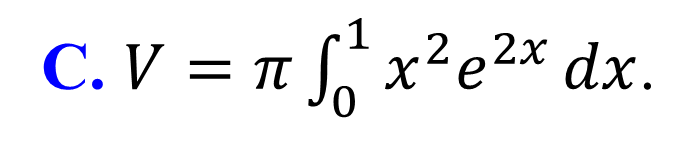 C. V = π ∫₀¹ x²e²ˣ dx.